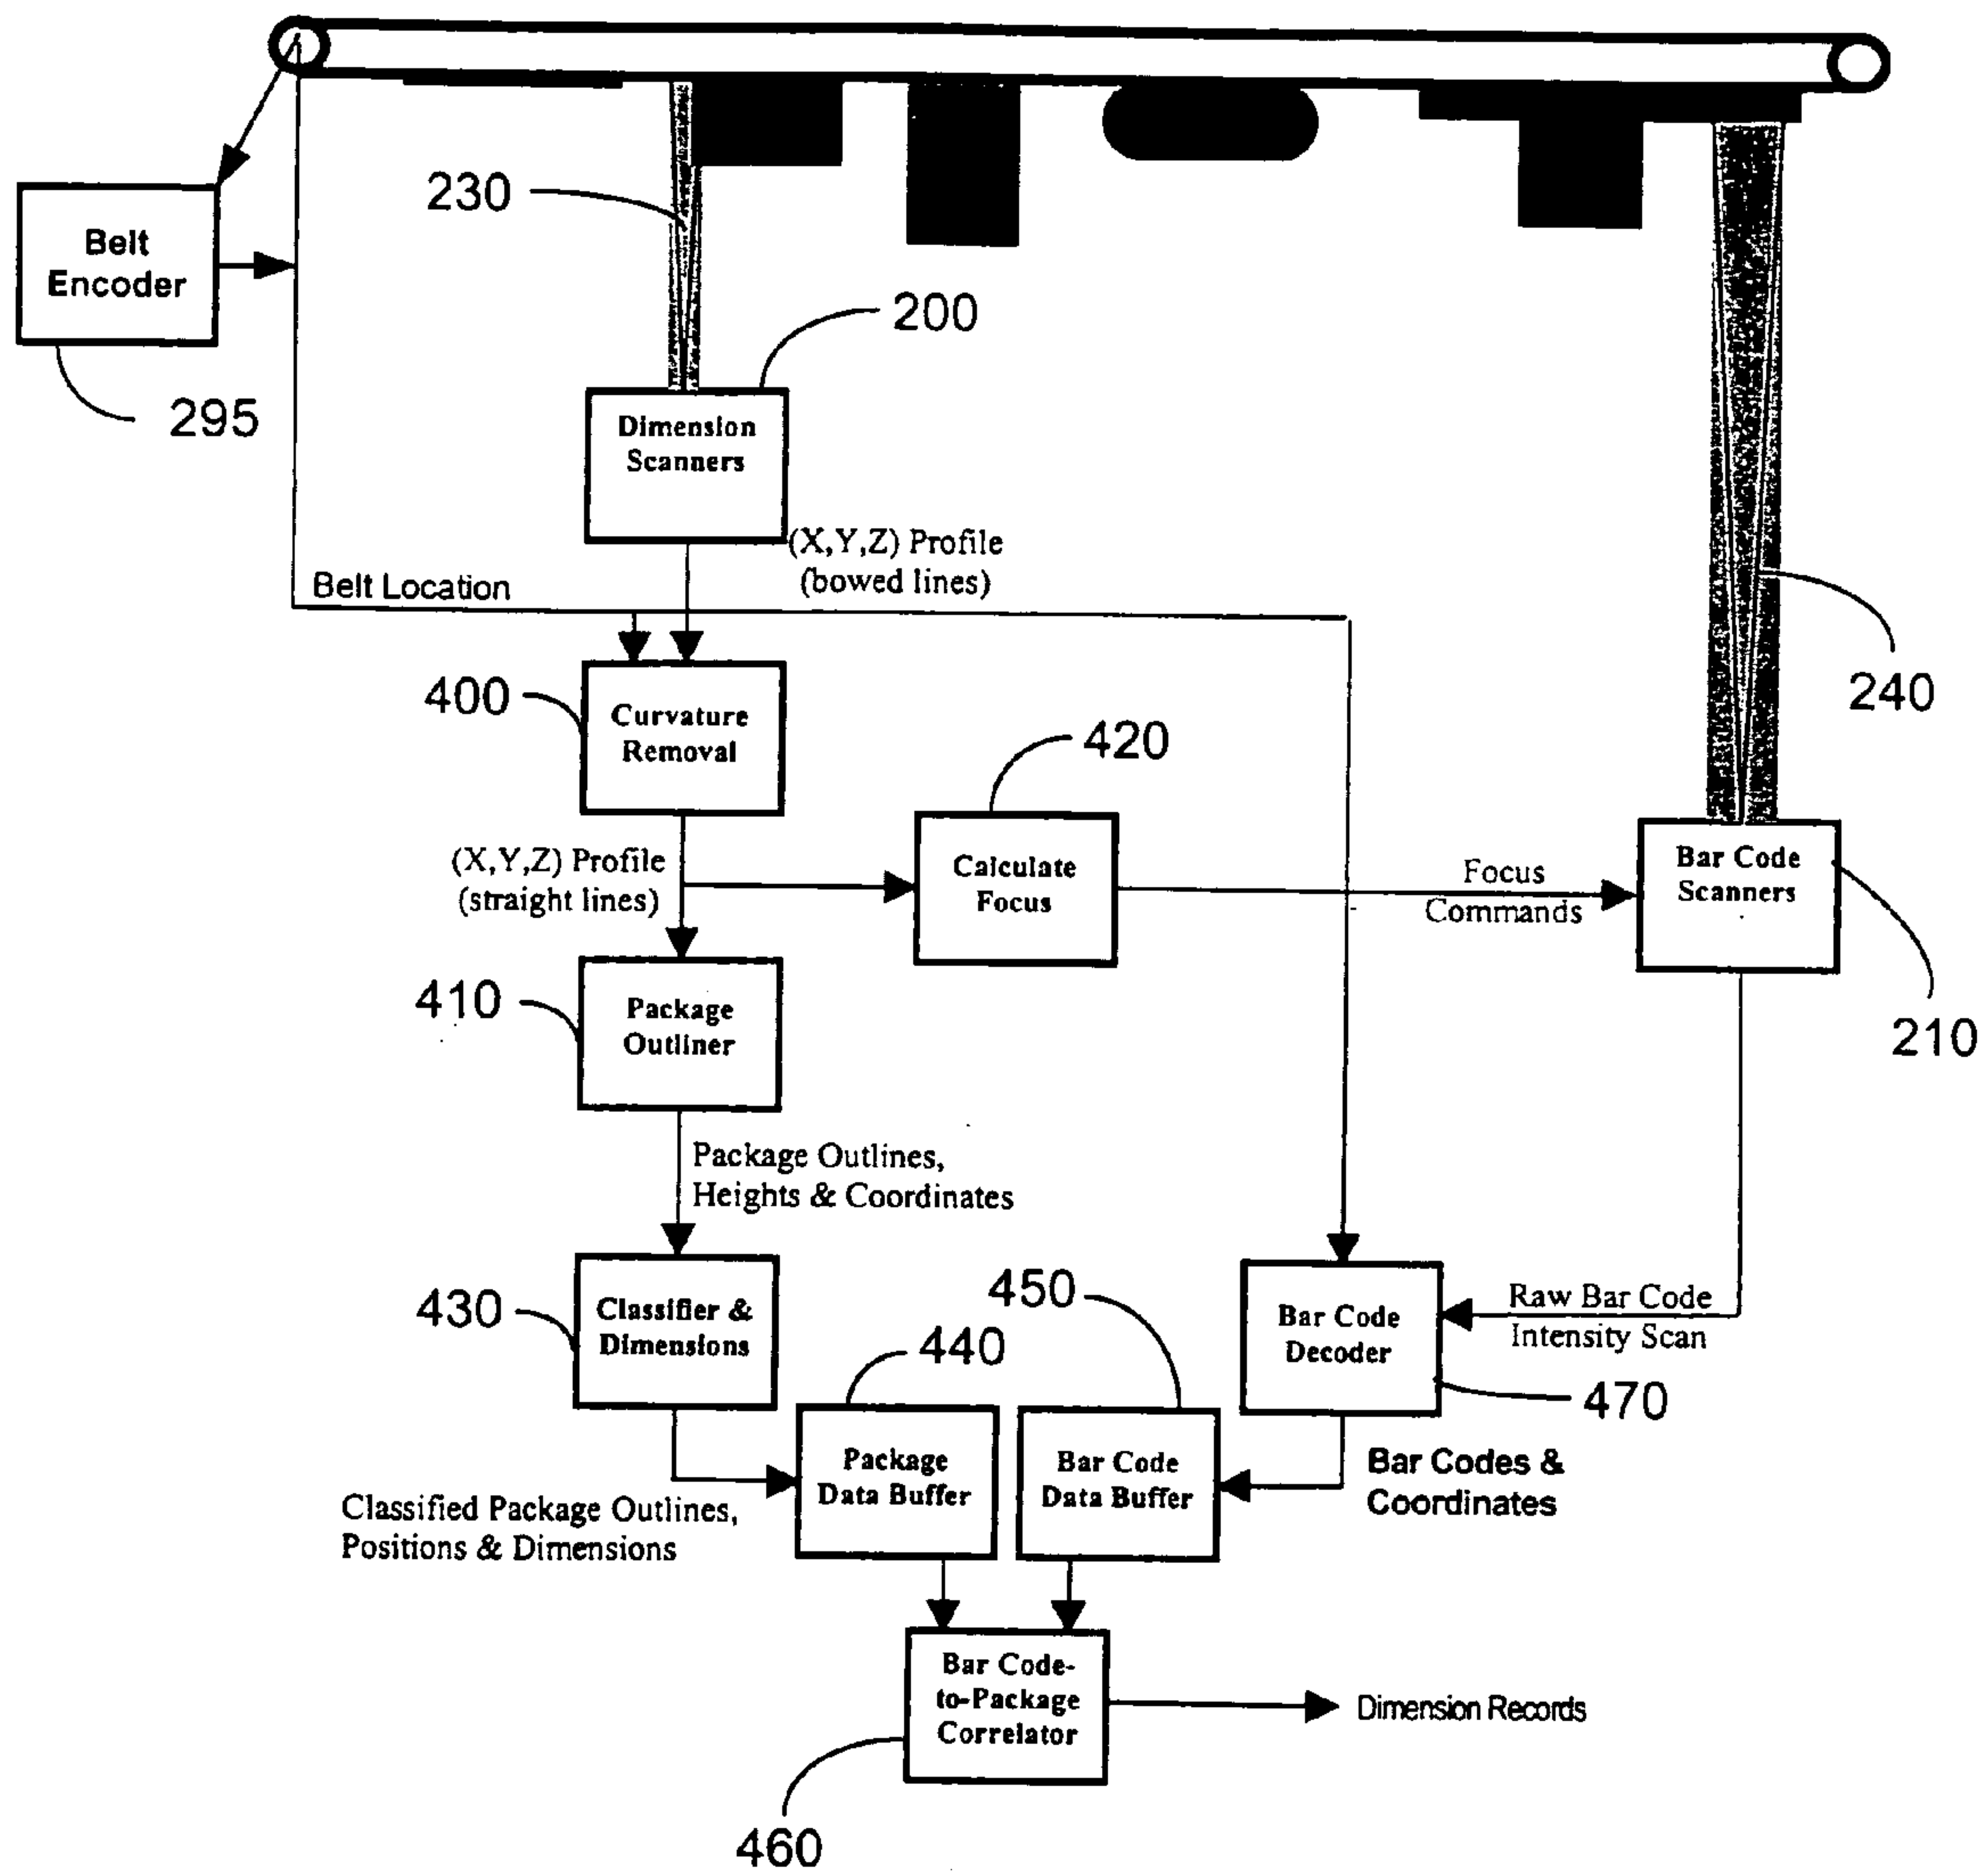 230
Belt
Encoder
200
295
Dimension
Scanners
(X,Y,Z) Profile
(bowed lines)
Belt Location
240
400
Curvature
Removal
420
(X,Y,Z) Profile
(straight lines)
Calculate
Focus
Focus
Commands
Bar Code
Scanners
410
Package
Outliner
210
Package Outlines,
Heights & Coordinates
430
Classifier &
Dimensions
450
440
Bar Code
Decoder
Raw Bar Code
Intensity Scan
470
Package
Data Buffer
Bar Code
Data Buffer
Bar Codes &
Coordinates
Classified Package Outlines,
Positions & Dimensions
Bar Code-
to-Package
Correlator
Dimension Records
460